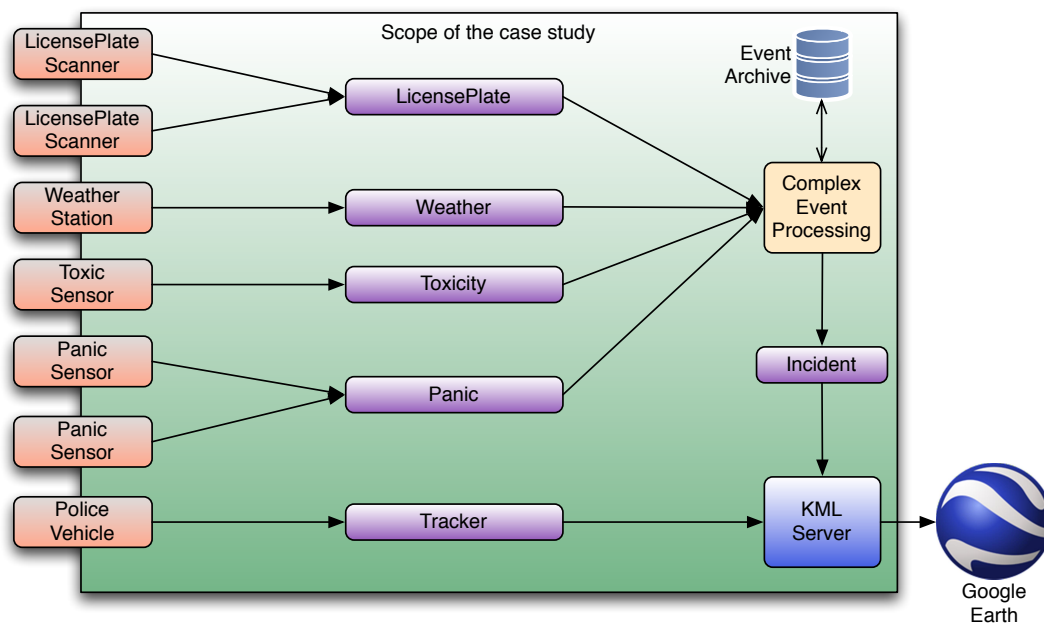 Scope of the case study
LicensePlate
Scanner
LicensePlate
Scanner
Weather
Station
Toxic
Sensor
Panic
Sensor
Panic
Sensor
Police
Vehicle
LicensePlate
Weather
Toxicity
Panic
Tracker
Event
Archive
Complex
Event
Processing
Incident
KML
Server
Google
Earth